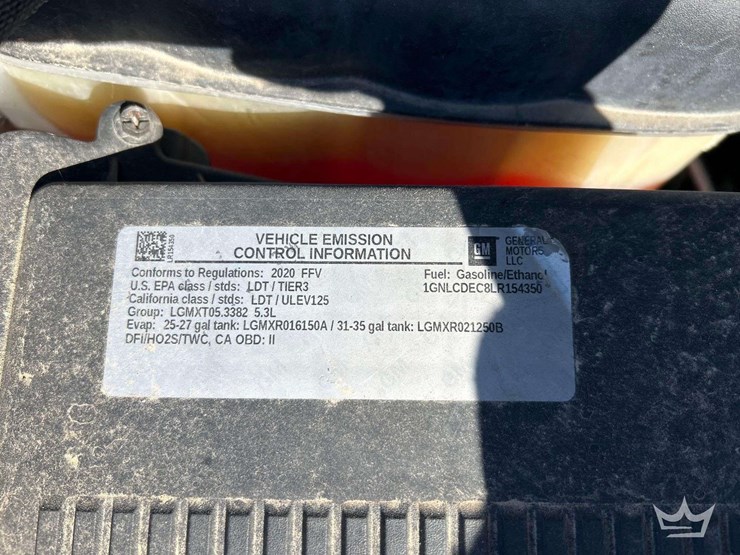 LR154350
VEHICLE EMISSION
CONTROL INFORMATION
GM
GENERAL
MOTORS
LLC
Conforms to Regulations: 2020 FFV
Fuel: Gasoline/Ethanol
U.S. EPA class / stds: LDT / TIER3
1GNLCDEC8LR154350
California class / stds: LDT / ULEV125
Group: LGMXT05.3382 5.3L
Evap: 25-27 gal tank: LGMXR016150A / 31-35 gal tank: LGMXR021250B
DFI/HO2S/TWC, CA OBD: II